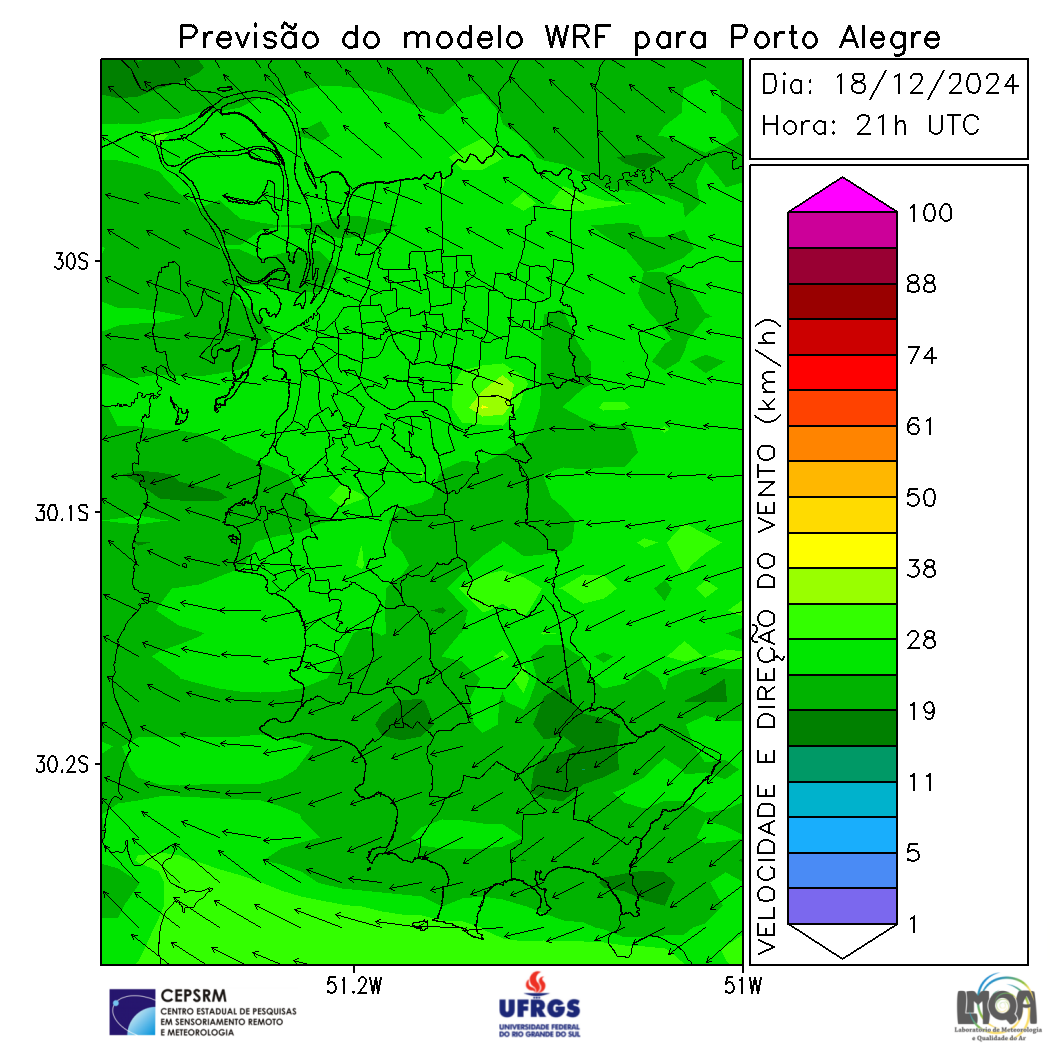 Previsão do modelo WRF para Porto Alegre
Dia: 18/12/2024
Hora: 21h UTC
30S
30.1S
30.2S
51.2W
51W
VELOCIDADE E DIREÇÃO DO VENTO (km/h)
100
88
74
61
50
38
28
19
11
5
1
CEPSRM
CENTRO ESTADUAL DE PESQUISAS
EM SENSORIAMENTO REMOTO
E METEOROLOGIA
UFRGS
UNIVERSIDADE FEDERAL
DO RIO GRANDE DO SUL
LMQA
Laboratório de Meteorologia
e Qualidade do Ar